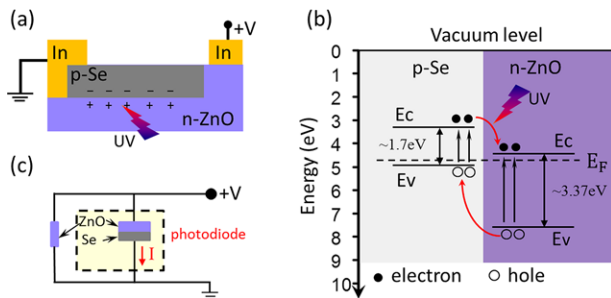 (a)
+V
In
In
p-Se
− − − − −
+ + + + +
n-ZnO
UV
(c)
+V
ZnO
Se
photodiode
I
(b)
Vacuum level
0
1
2
3
4
5
6
7
8
9
10
Energy (eV)
p-Se
n-ZnO
UV
Ec
Ec
~1.7eV
E_F
Ev
~3.37eV
Ev
electron
hole